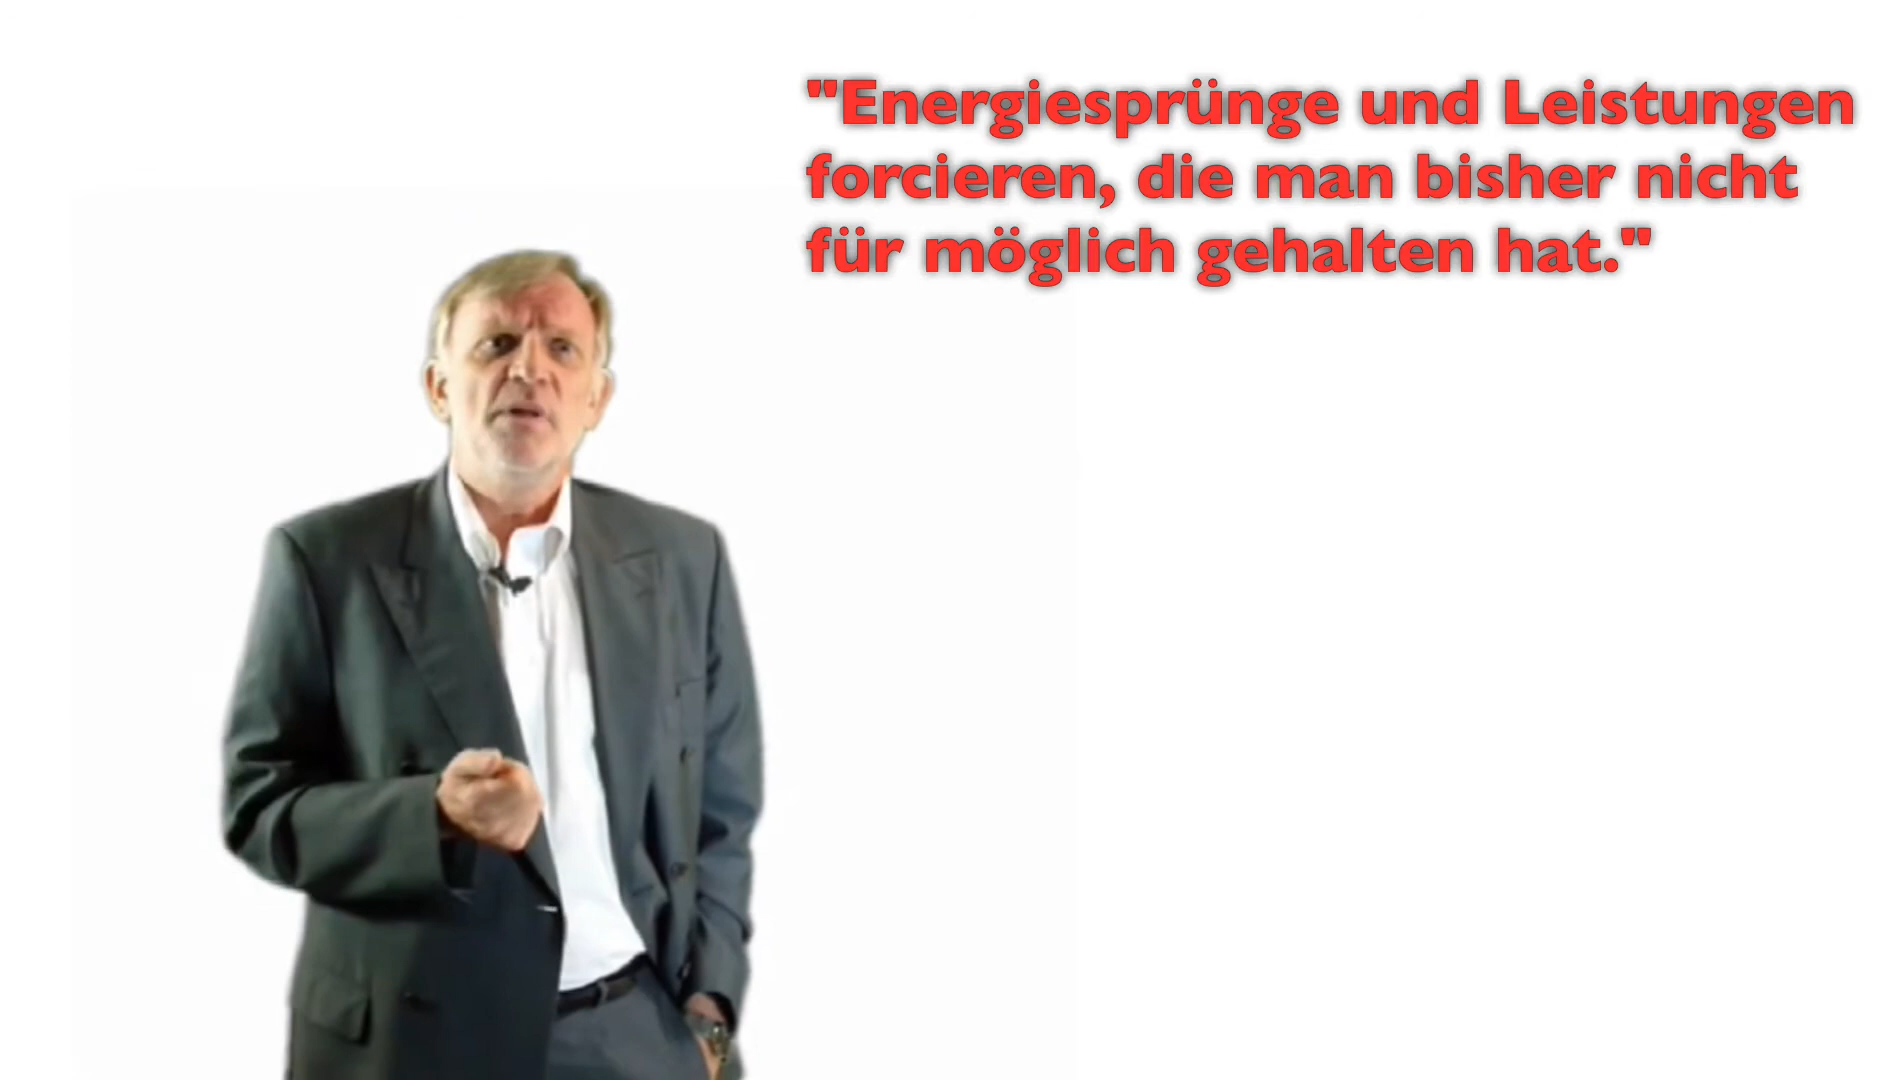 "Energiesprünge und Leistungen
forcieren, die man bisher nicht
für möglich gehalten hat."